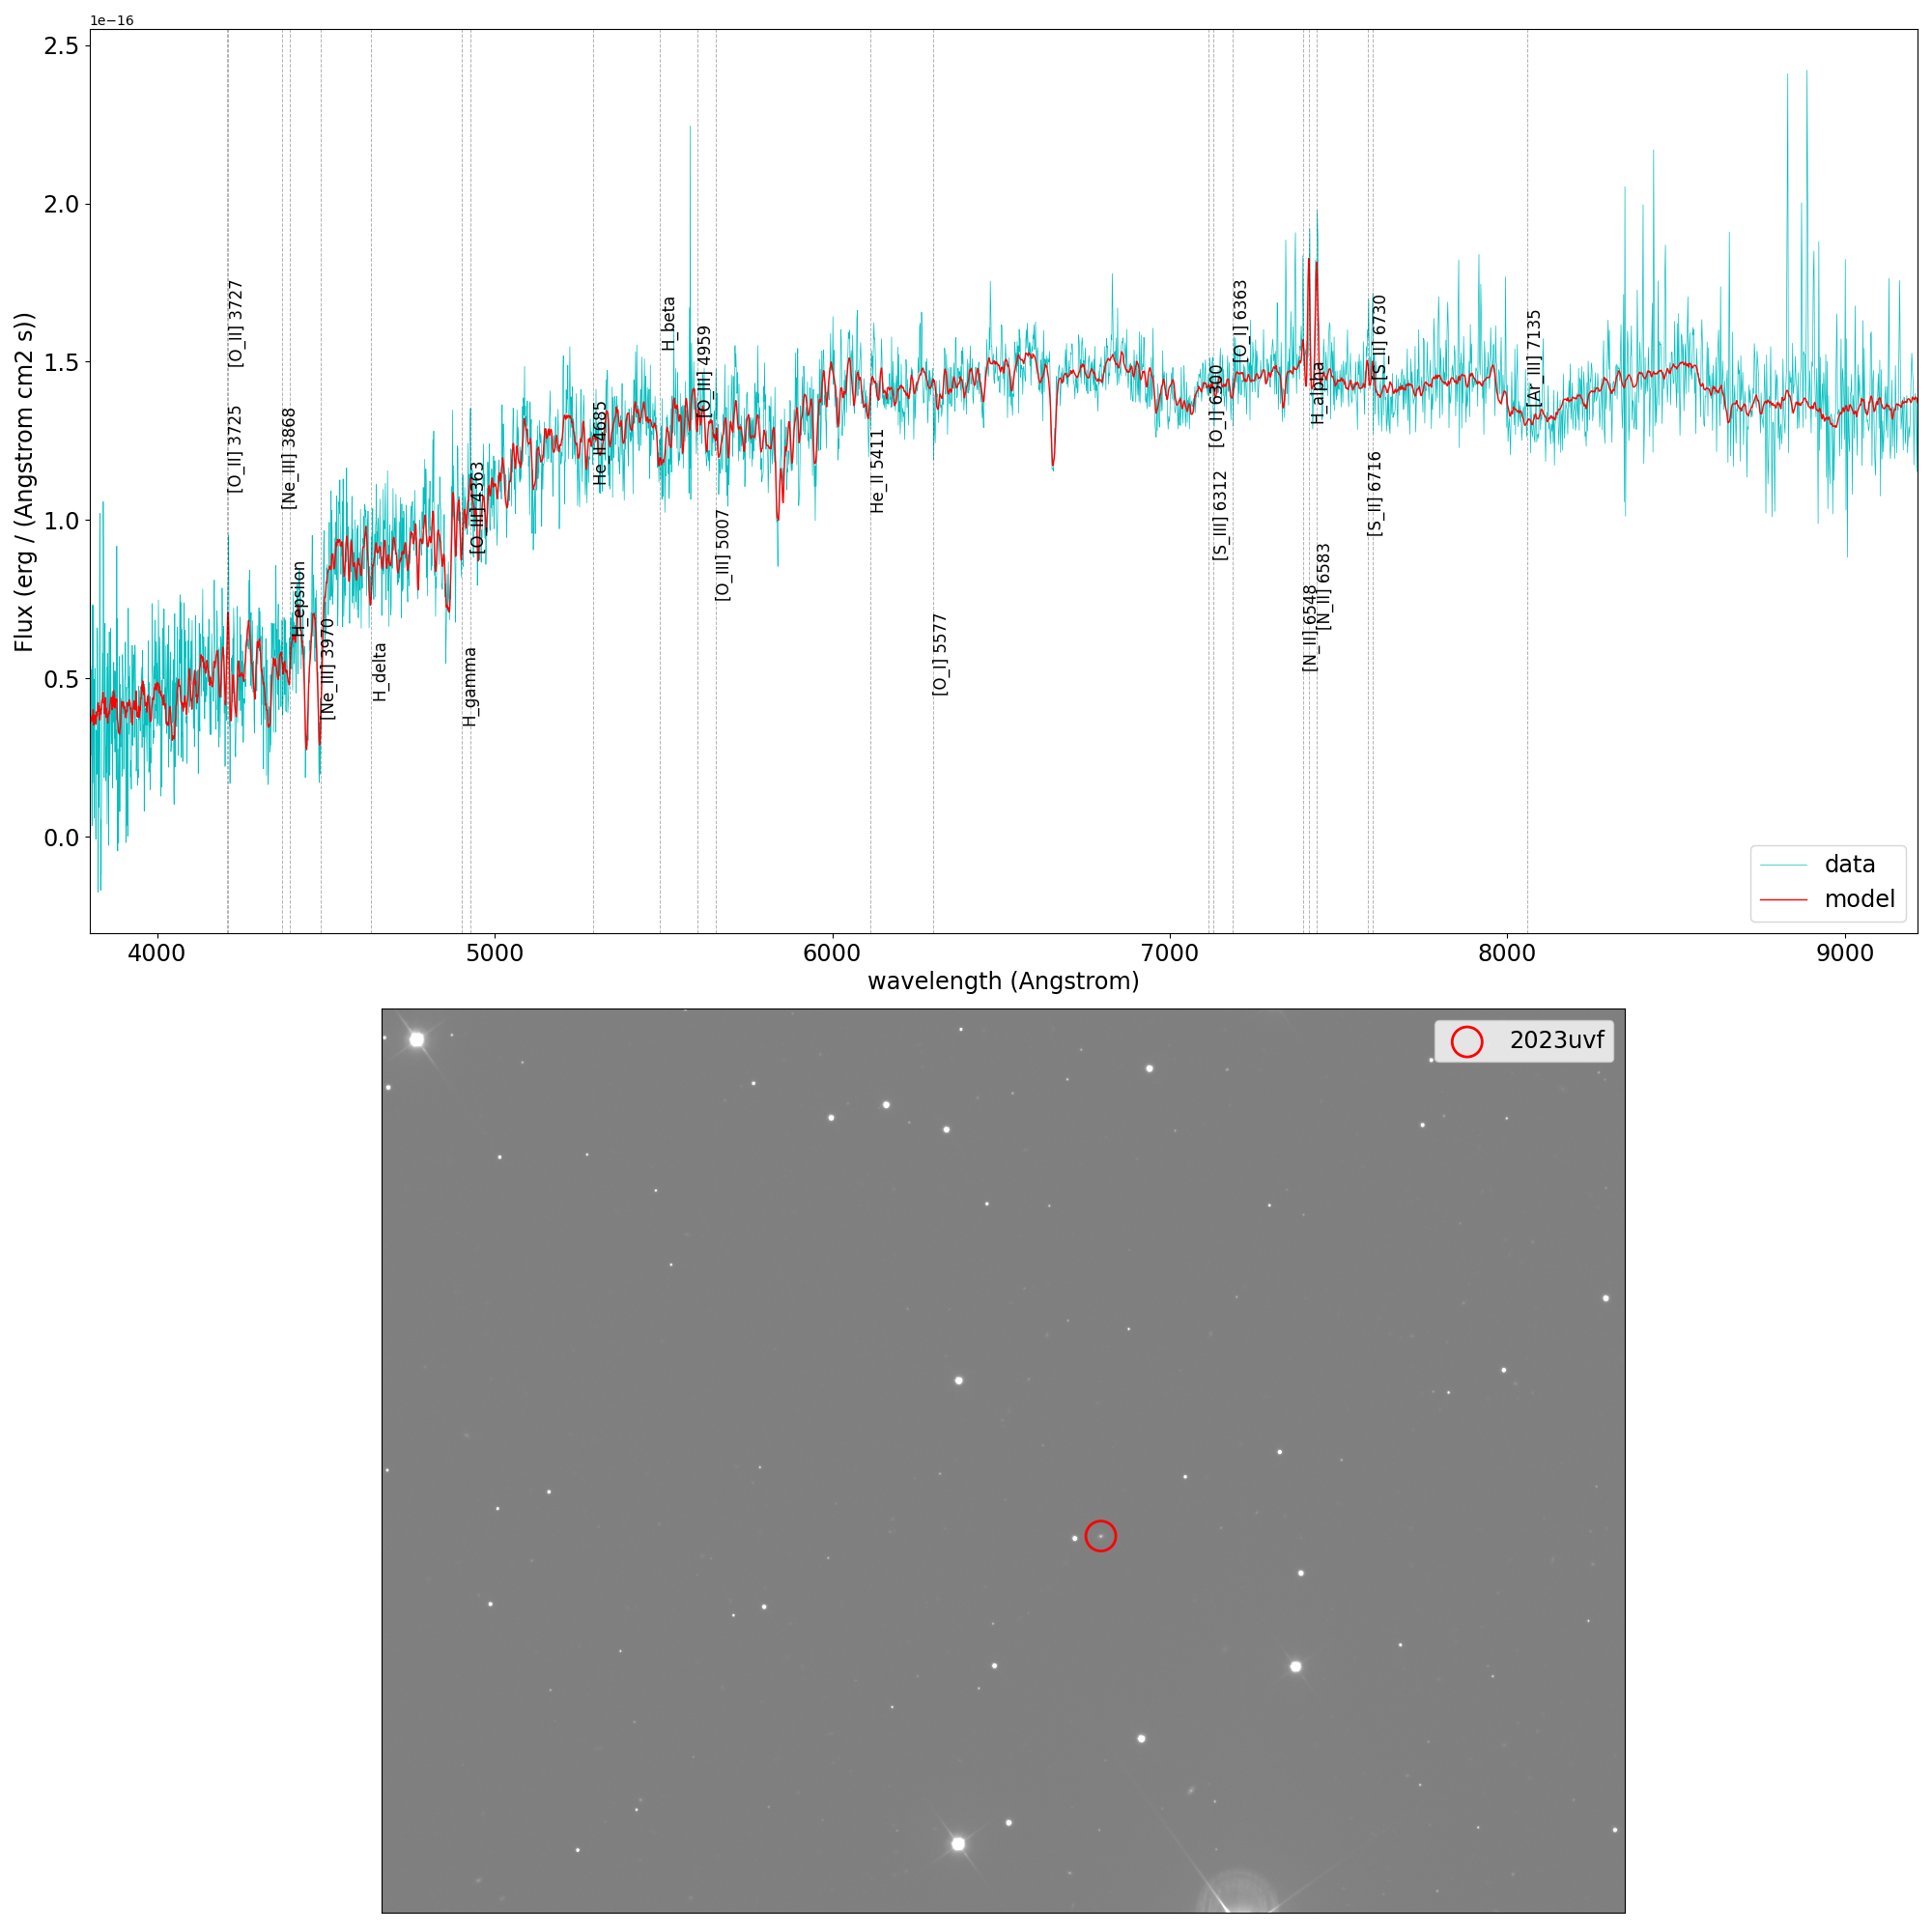 1e−16
Flux (erg / (Angstrom cm2 s))
2.5
2.0
1.5
1.0
0.5
0.0
[O_II] 3725
[O_II] 3727
[Ne_III] 3868
H_epsilon
[Ne_III] 3970
H_delta
H_gamma
[O_III] 4363
He_II 4685
H_beta
[O_III] 4959
[O_III] 5007
He_II 5411
[O_I] 5577
[O_I] 6300
[S_III] 6312
[O_I] 6363
[N_II] 6548
H_alpha
[N_II] 6583
[S_II] 6716
[S_II] 6730
[Ar_III] 7135
data
model
4000 5000 6000 7000 8000 9000
wavelength (Angstrom)
2023uvf